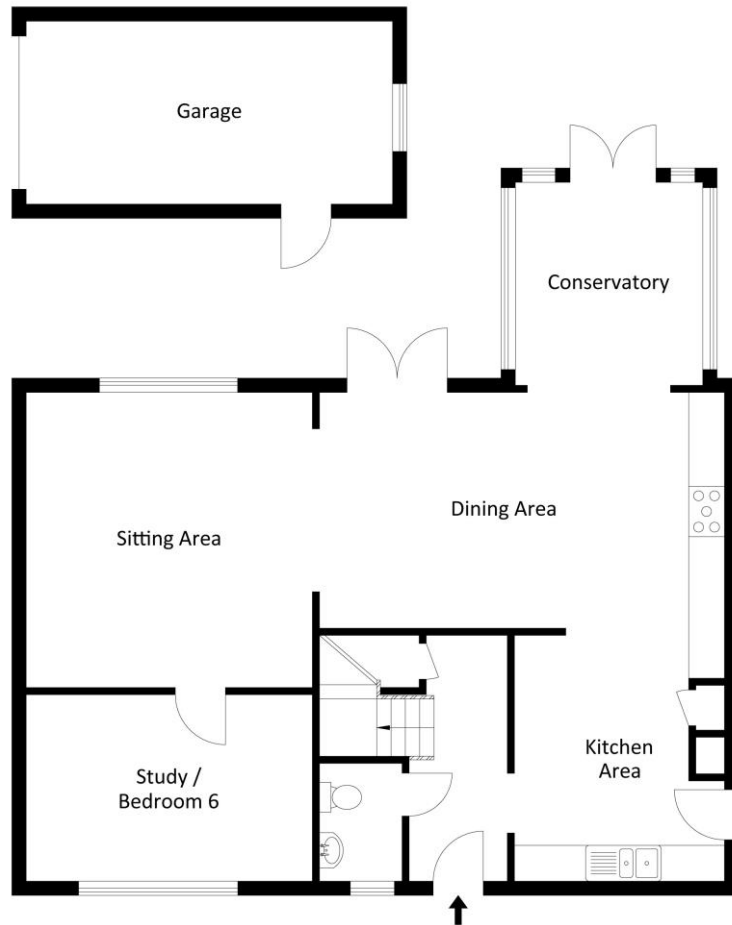 Garage
Conservatory
Dining Area
Sitting Area
Kitchen
Area
Study /
Bedroom 6